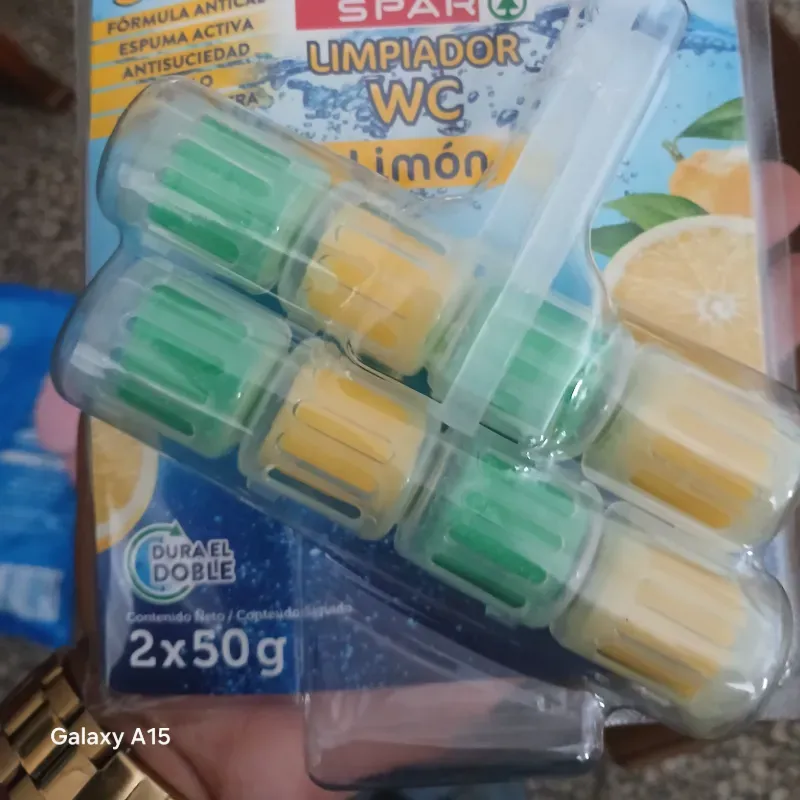 FÓRMULA ANTICAL
ESPUMA ACTIVA
ANTISUCIEDAD
SPAR
LIMPIADOR
WC
Limón
DURA EL
DOBLE
Contenido Neto / Conteúdo líquido
2x50g
Galaxy A15